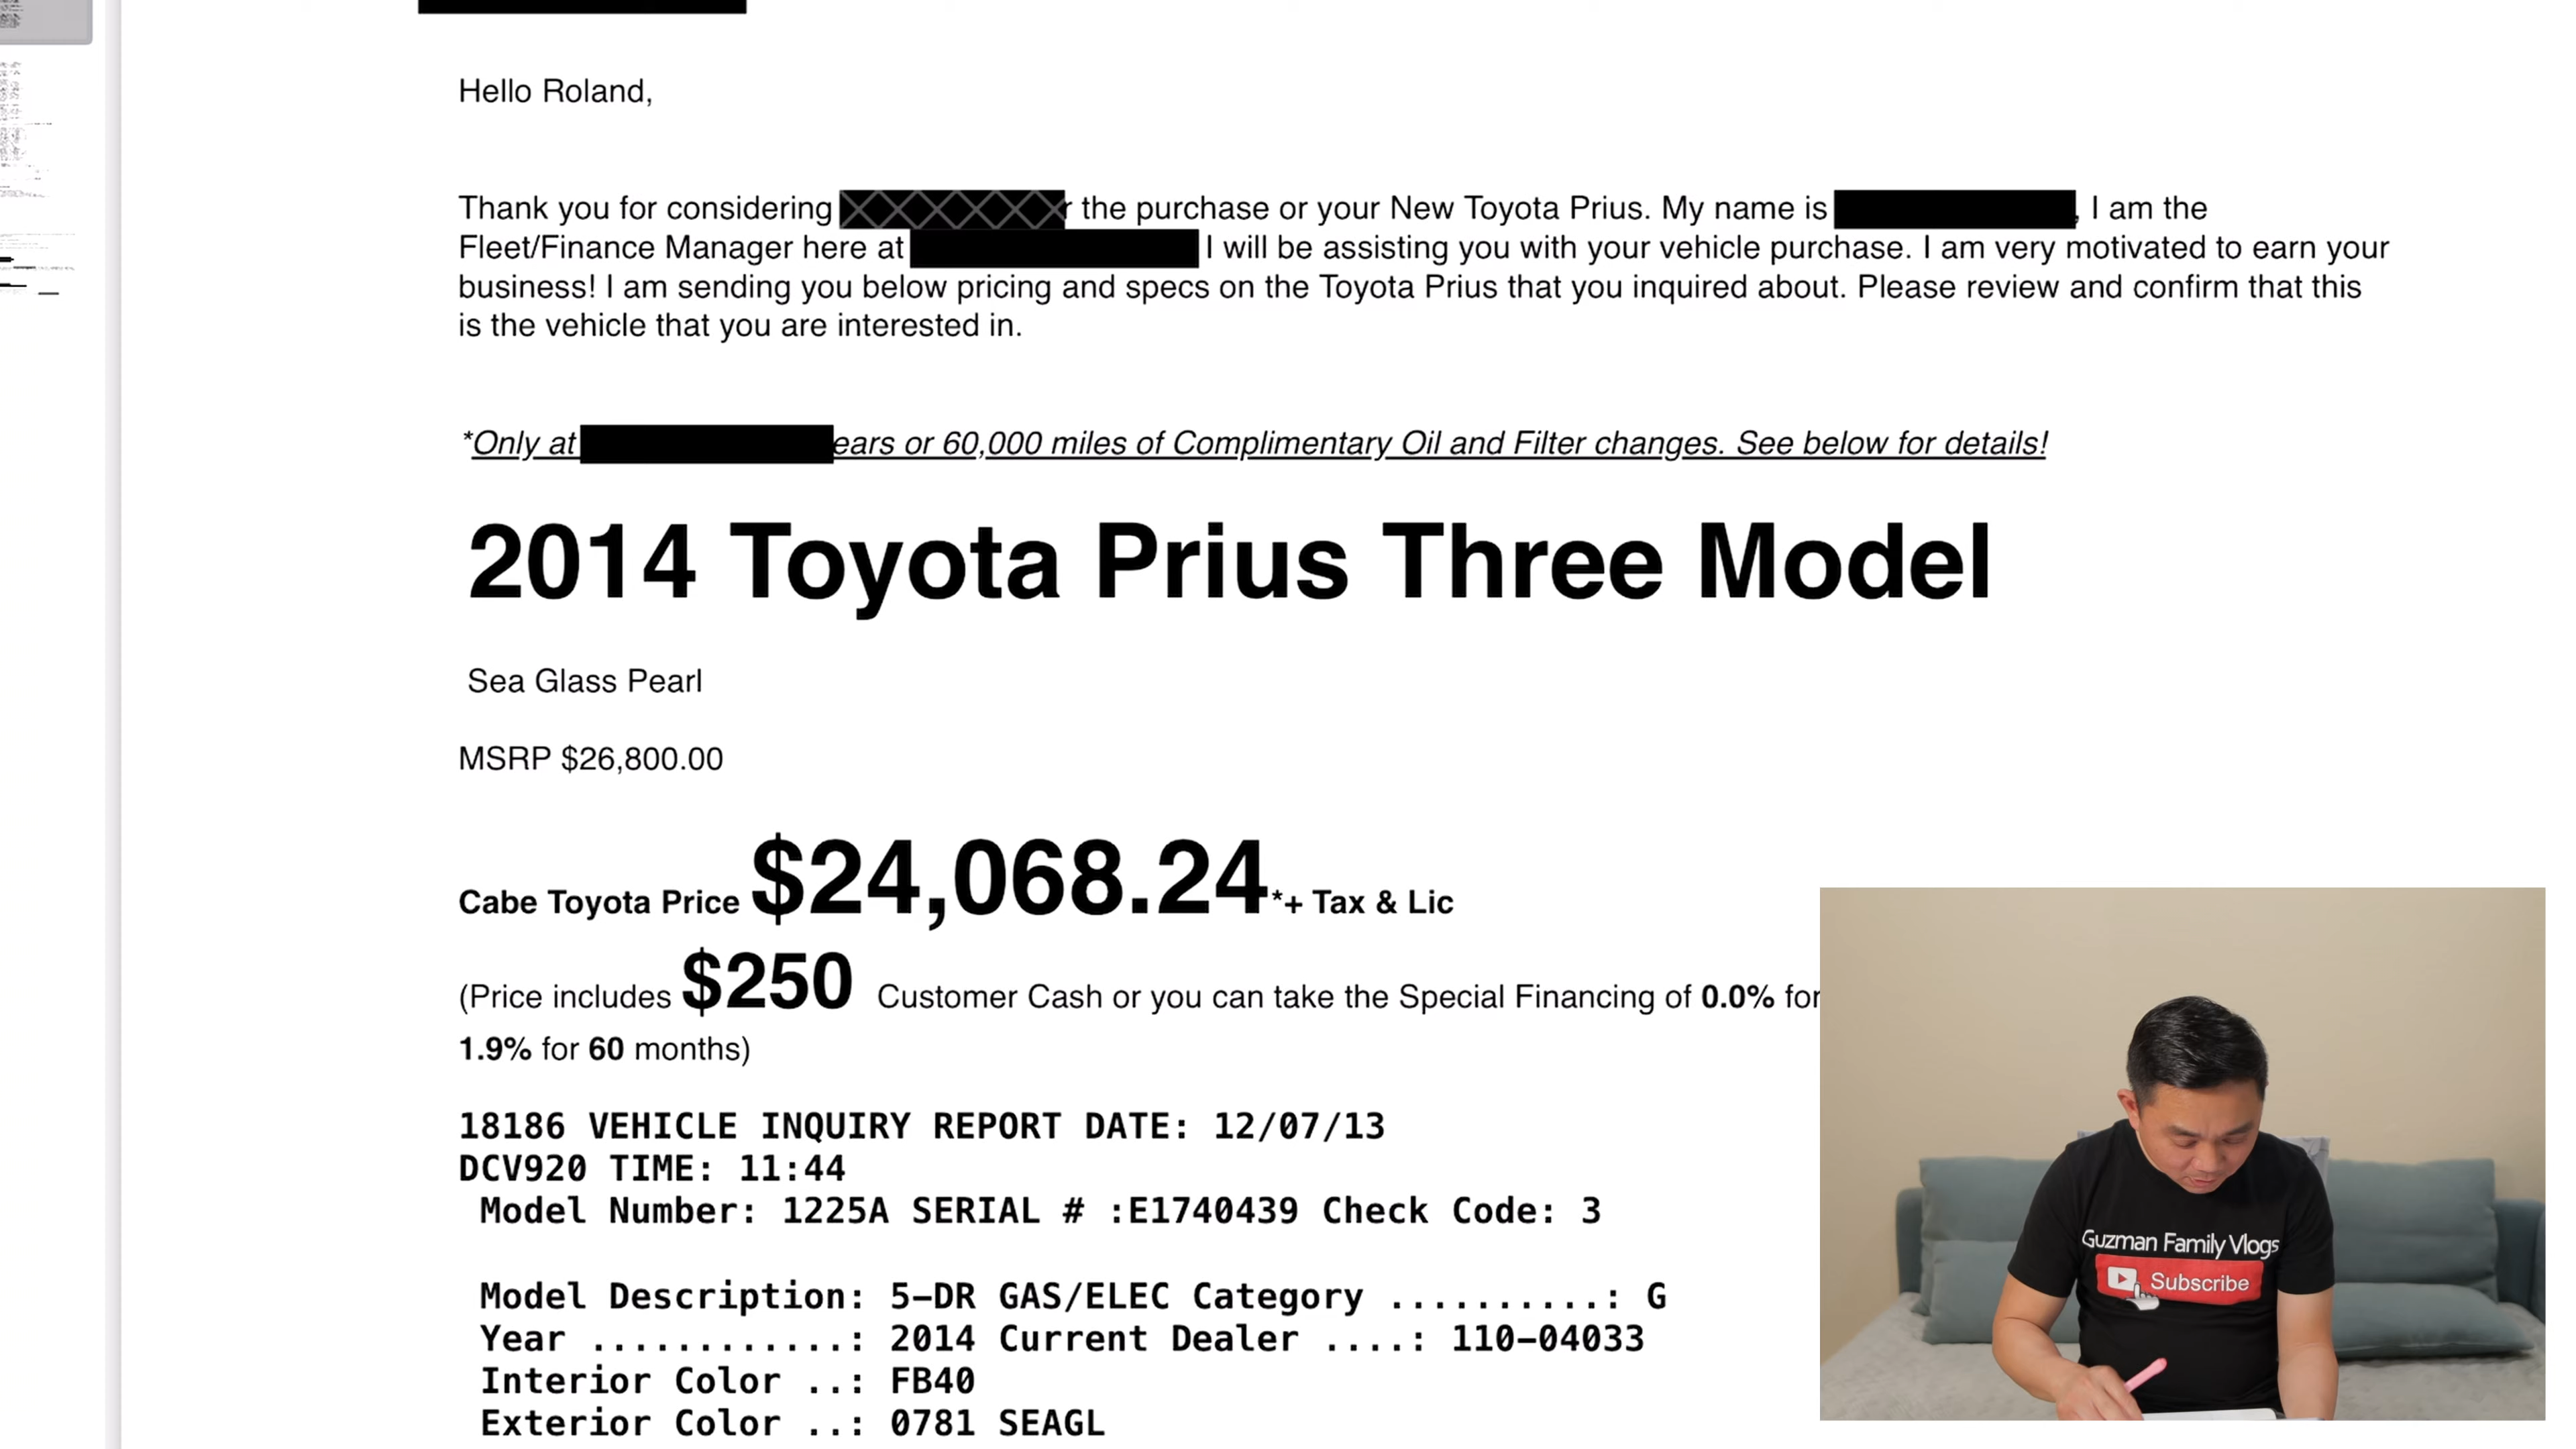 Hello Roland,
Thank you for considering r the purchase or your New Toyota Prius. My name is , I am the
Fleet/Finance Manager here at I will be assisting you with your vehicle purchase. I am very motivated to earn your
business! I am sending you below pricing and specs on the Toyota Prius that you inquired about. Please review and confirm that this
is the vehicle that you are interested in.
*Only at ears or 60,000 miles of Complimentary Oil and Filter changes. See below for details!
2014 Toyota Prius Three Model
Sea Glass Pearl
MSRP $26,800.00
Cabe Toyota Price $24,068.24*+ Tax & Lic
(Price includes $250 Customer Cash or you can take the Special Financing of 0.0% for
1.9% for 60 months)
18186 VEHICLE INQUIRY REPORT DATE: 12/07/13
DCV920 TIME: 11:44
Model Number: 1225A SERIAL # :E1740439 Check Code: 3
Model Description: 5-DR GAS/ELEC Category ..........: G
Year ............: 2014 Current Dealer ....: 110-04033
Interior Color ..: FB40
Exterior Color ..: 0781 SEAGL
Guzman Family Vlogs
Subscribe